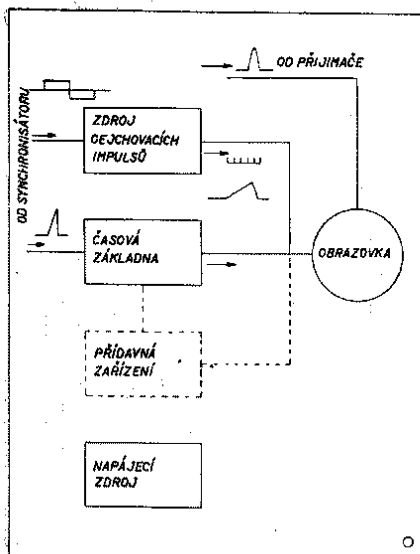 OD PŘIJIMAČE
OD SYNCHRONISÁTORU
ZDROJ
CEJCHOVACÍCH
IMPULSŮ
ČASOVÁ
ZÁKLADNA
OBRAZOVKA
PŘÍDAVNÁ
ZAŘÍZENÍ
NAPÁJECÍ
ZDROJ